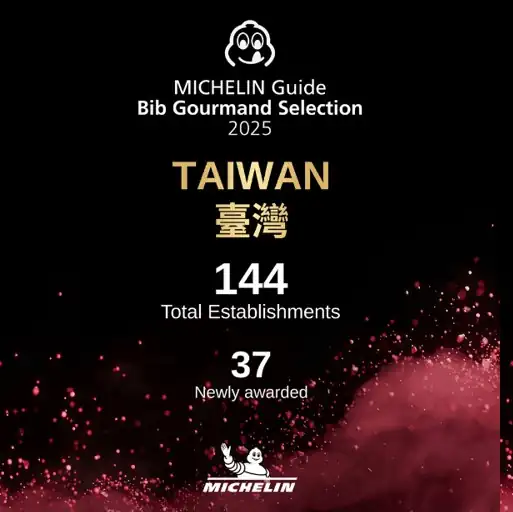 MICHELIN Guide
Bib Gourmand Selection
2025
TAIWAN
臺灣
144
Total Establishments
37
Newly awarded
MICHELIN